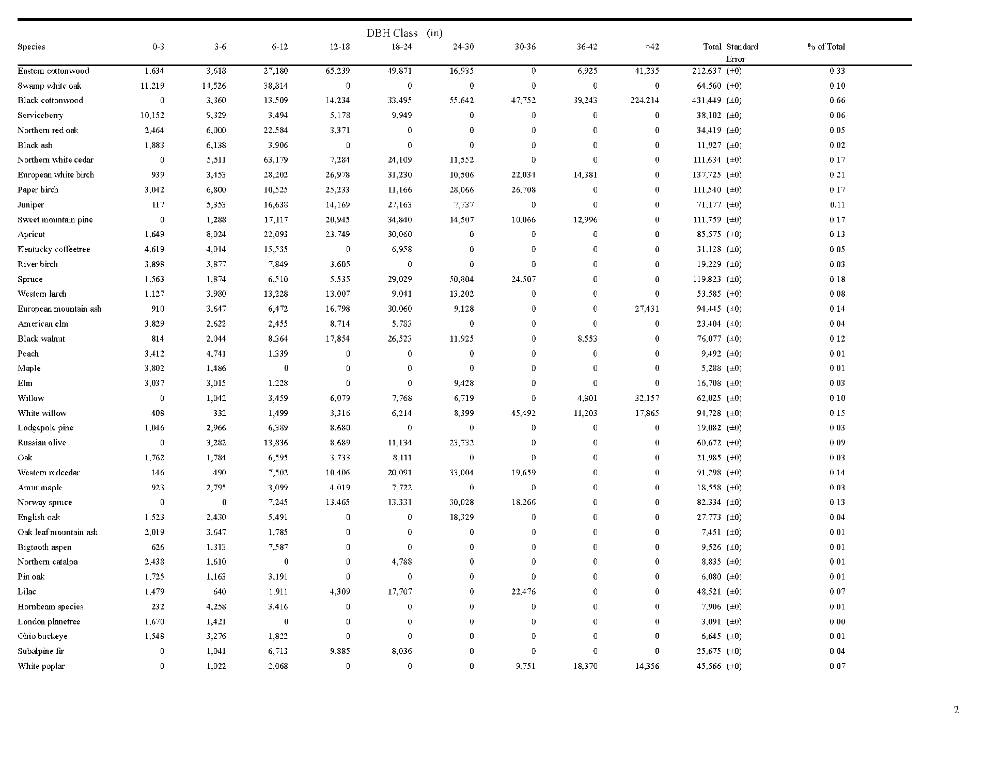 DBH Class (in)
Species 0-3 3-6 6-12 12-18 18-24 24-30 30-36 36-42 >42 Total Standard % of Total
Error
Eastern cottonwood 1,634 3,618 27,180 65,239 49,871 16,935 0 6,925 41,235 212,637 (±0) 0.33
Swamp white oak 11,219 14,526 38,814 0 0 0 0 0 0 64,560 (±0) 0.10
Black cottonwood 0 3,360 13,509 14,234 33,495 55,642 47,752 39,243 224,214 431,449 (±0) 0.66
Serviceberry 10,152 9,329 3,494 5,178 9,949 0 0 0 0 38,102 (±0) 0.06
Northern red oak 2,464 6,000 22,584 3,371 0 0 0 0 0 34,419 (±0) 0.05
Black ash 1,883 6,138 3,906 0 0 0 0 0 0 11,927 (±0) 0.02
Northern white cedar 0 5,511 63,179 7,284 24,109 11,552 0 0 0 111,634 (±0) 0.17
European white birch 939 3,453 28,202 26,978 31,230 10,506 22,034 14,381 0 137,725 (±0) 0.21
Paper birch 3,042 6,800 10,525 25,233 11,166 28,066 26,708 0 0 111,540 (±0) 0.17
Juniper 117 5,353 16,638 14,169 27,163 7,737 0 0 0 71,177 (±0) 0.11
Sweet mountain pine 0 1,288 17,117 20,945 34,840 14,507 10,066 12,996 0 111,759 (±0) 0.17
Apricot 1,649 8,024 22,093 23,749 30,060 0 0 0 0 85,575 (±0) 0.13
Kentucky coffeetree 4,619 4,014 15,535 0 6,958 0 0 0 0 31,128 (±0) 0.05
River birch 3,898 3,877 7,849 3,605 0 0 0 0 0 19,229 (±0) 0.03
Spruce 1,563 1,874 6,510 5,535 29,029 50,804 24,507 0 0 119,823 (±0) 0.18
Western larch 1,127 3,980 13,228 13,007 9,041 13,202 0 0 0 53,585 (±0) 0.08
European mountain ash 910 3,647 6,472 16,798 30,060 9,128 0 0 27,431 94,445 (±0) 0.14
American elm 3,829 2,622 2,455 8,714 5,783 0 0 0 0 23,404 (±0) 0.04
Black walnut 814 2,044 8,364 17,854 26,523 11,925 0 8,553 0 76,077 (±0) 0.12
Peach 3,412 4,741 1,339 0 0 0 0 0 0 9,492 (±0) 0.01
Maple 3,802 1,486 0 0 0 0 0 0 0 5,288 (±0) 0.01
Elm 3,037 3,015 1,228 0 0 9,428 0 0 0 16,708 (±0) 0.03
Willow 0 1,042 3,459 6,079 7,768 6,719 0 4,801 32,157 62,025 (±0) 0.10
White willow 408 332 1,499 3,316 6,214 8,399 45,492 11,203 17,865 94,728 (±0) 0.15
Lodgepole pine 1,046 2,966 6,389 8,680 0 0 0 0 0 19,082 (±0) 0.03
Russian olive 0 3,282 13,836 8,689 11,134 23,732 0 0 0 60,672 (±0) 0.09
Oak 1,762 1,784 6,595 3,733 8,111 0 0 0 0 21,985 (±0) 0.03
Western redcedar 146 490 7,502 10,406 20,091 33,004 19,659 0 0 91,298 (±0) 0.14
Amur maple 923 2,795 3,099 4,019 7,722 0 0 0 0 18,558 (±0) 0.03
Norway spruce 0 0 7,245 13,465 13,331 30,028 18,266 0 0 82,334 (±0) 0.13
English oak 1,523 2,430 5,491 0 0 18,329 0 0 0 27,773 (±0) 0.04
Oak leaf mountain ash 2,019 3,647 1,785 0 0 0 0 0 0 7,451 (±0) 0.01
Bigtooth aspen 626 1,313 7,587 0 0 0 0 0 0 9,526 (±0) 0.01
Northern catalpa 2,438 1,610 0 0 4,788 0 0 0 0 8,835 (±0) 0.01
Pin oak 1,725 1,163 3,191 0 0 0 0 0 0 6,080 (±0) 0.01
Lilac 1,479 640 1,911 4,309 17,707 0 22,476 0 0 48,521 (±0) 0.07
Hornbeam species 232 4,258 3,416 0 0 0 0 0 0 7,906 (±0) 0.01
London planetree 1,670 1,421 0 0 0 0 0 0 0 3,091 (±0) 0.00
Ohio buckeye 1,548 3,276 1,822 0 0 0 0 0 0 6,645 (±0) 0.01
Subalpine fir 0 1,041 6,713 9,885 8,036 0 0 0 0 25,675 (±0) 0.04
White poplar 0 1,022 2,068 0 0 0 9,751 18,370 14,356 45,566 (±0) 0.07
2